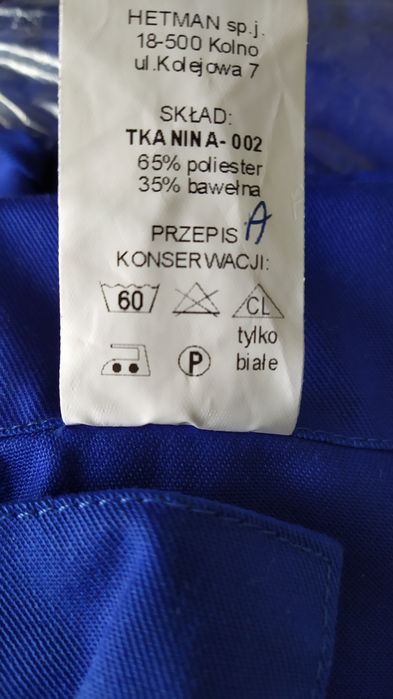 HETMAN sp.j.
18-500 Kolno
ul.Kolejowa 7
SKŁAD:
TKANINA-002
65% poliester
35% bawełna
PRZEPIS A
KONSERWACJI:
60 CL
tylko
P białe